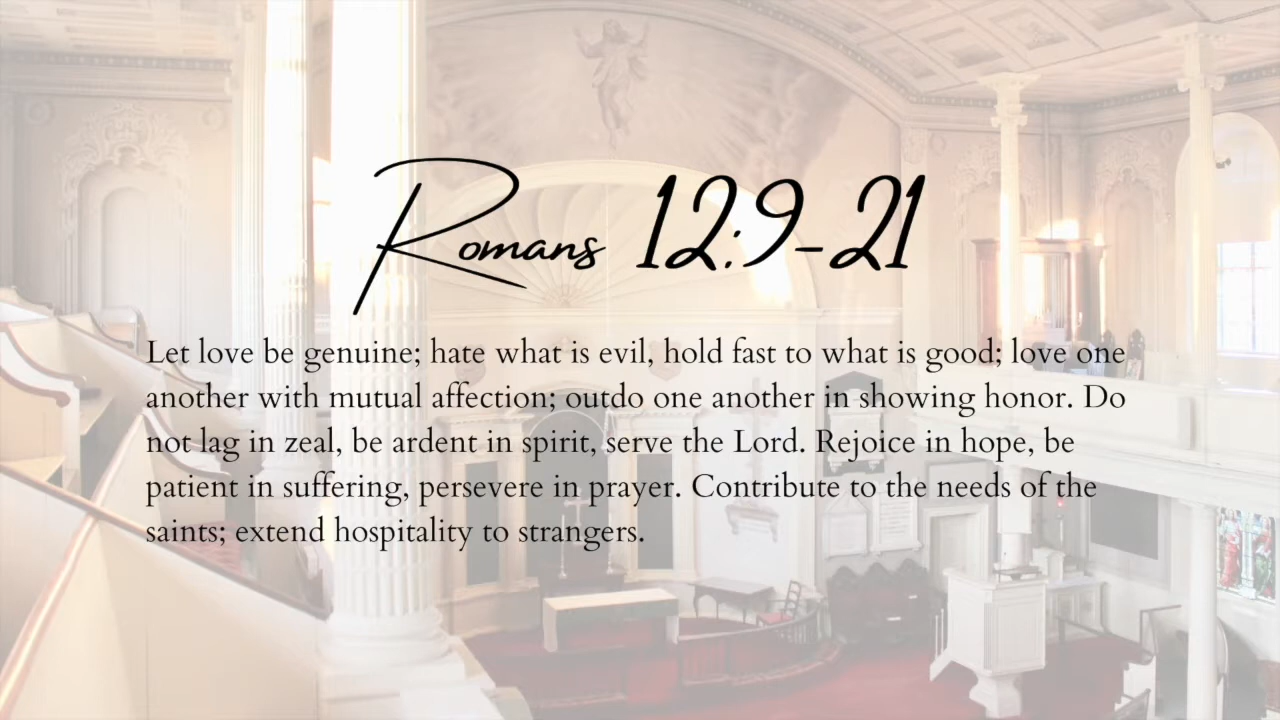 Romans 12:9-21
Let love be genuine; hate what is evil, hold fast to what is good; love one
another with mutual affection; outdo one another in showing honor. Do
not lag in zeal, be ardent in spirit, serve the Lord. Rejoice in hope, be
patient in suffering, persevere in prayer. Contribute to the needs of the
saints; extend hospitality to strangers.